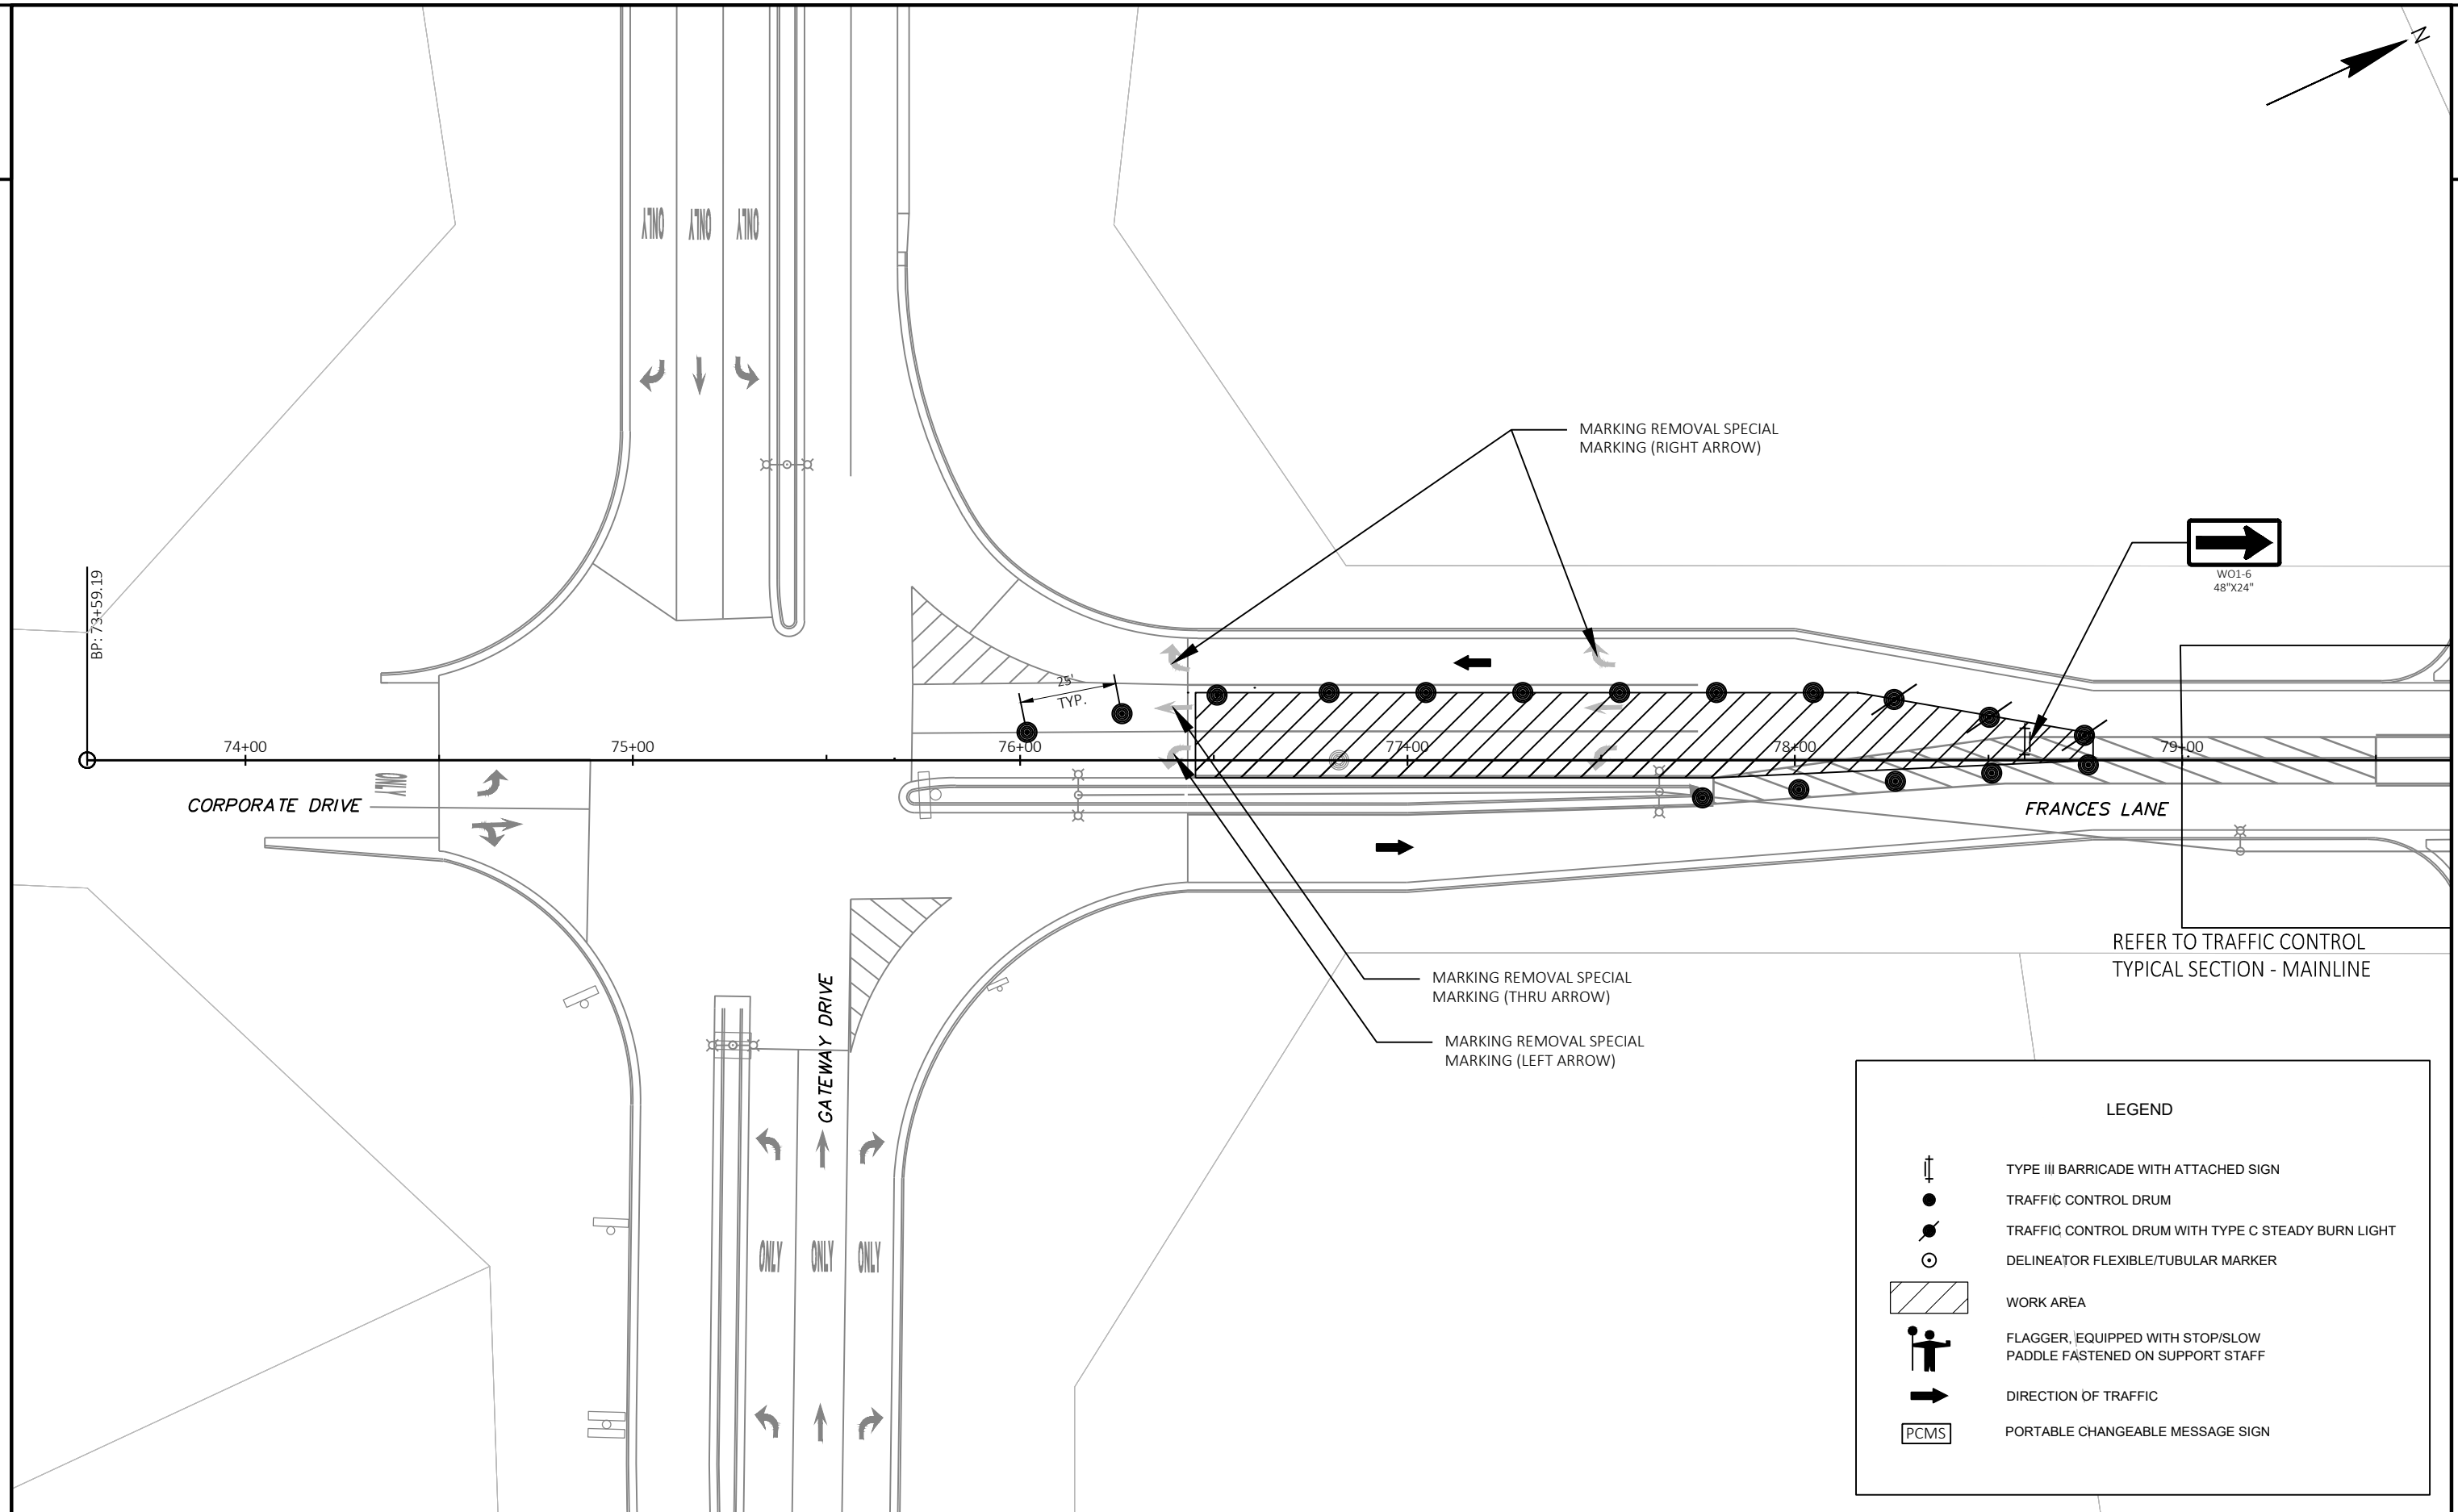 N
ONLY
ONLY
ONLY
MARKING REMOVAL SPECIAL
MARKING (RIGHT ARROW)
WO1-6
48"X24"
BP: 73+59.19
25'
TYP.
74+00
75+00
76+00
77+00
78+00
79+00
ONLY
CORPORATE DRIVE
FRANCES LANE
REFER TO TRAFFIC CONTROL
TYPICAL SECTION - MAINLINE
MARKING REMOVAL SPECIAL
MARKING (THRU ARROW)
GATEWAY DRIVE
MARKING REMOVAL SPECIAL
MARKING (LEFT ARROW)
ONLY
ONLY
ONLY
LEGEND
TYPE III BARRICADE WITH ATTACHED SIGN
TRAFFIC CONTROL DRUM
TRAFFIC CONTROL DRUM WITH TYPE C STEADY BURN LIGHT
DELINEATOR FLEXIBLE/TUBULAR MARKER
WORK AREA
FLAGGER, EQUIPPED WITH STOP/SLOW
PADDLE FASTENED ON SUPPORT STAFF
DIRECTION OF TRAFFIC
PCMS PORTABLE CHANGEABLE MESSAGE SIGN